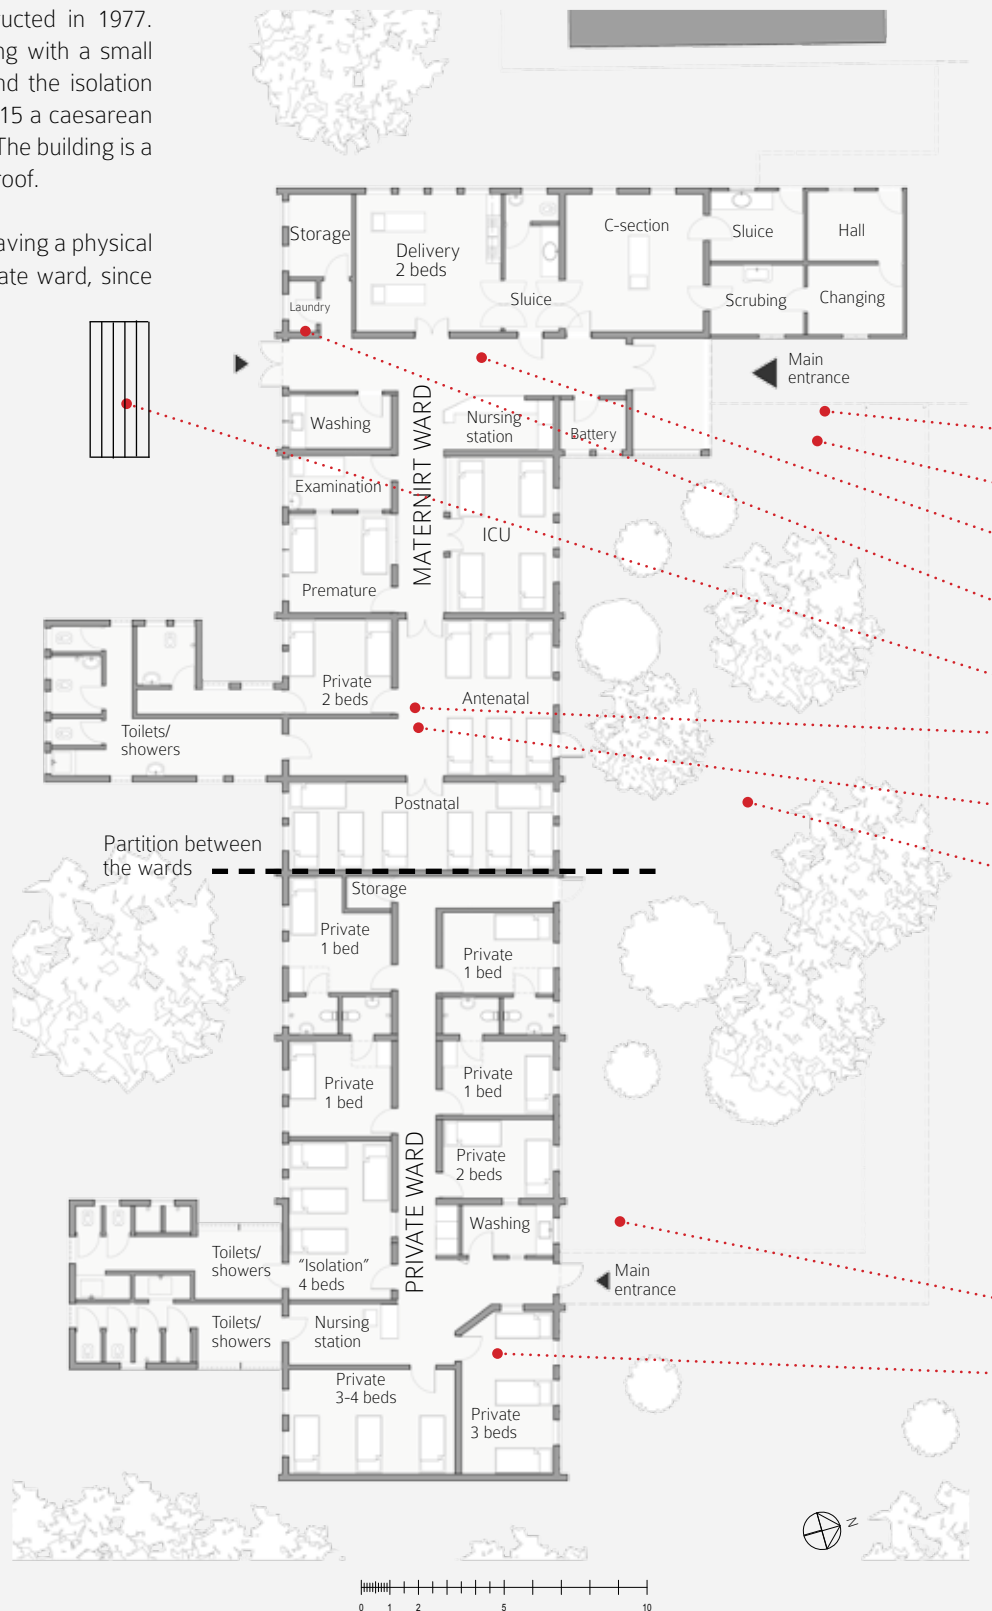 ucted in 1977.
ng with a small
nd the isolation
15 a caesarean
The building is a
roof.
aving a physical
ate ward, since
Storage
Delivery
2 beds
C-section
Sluice
Hall
Laundry
Sluice
Scrubing
Changing
Main
entrance
Washing
Nursing
station
Battery
MATERNIRT WARD
Examination
ICU
Premature
Private
2 beds
Antenatal
Toilets/
showers
Postnatal
Partition between
the wards
Storage
Private
1 bed
Private
1 bed
Private
1 bed
Private
1 bed
PRIVATE WARD
Private
2 beds
Washing
Toilets/
showers
"Isolation"
4 beds
Main
entrance
Toilets/
showers
Nursing
station
Private
3-4 beds
Private
3 beds
N
0 1 2 5 10